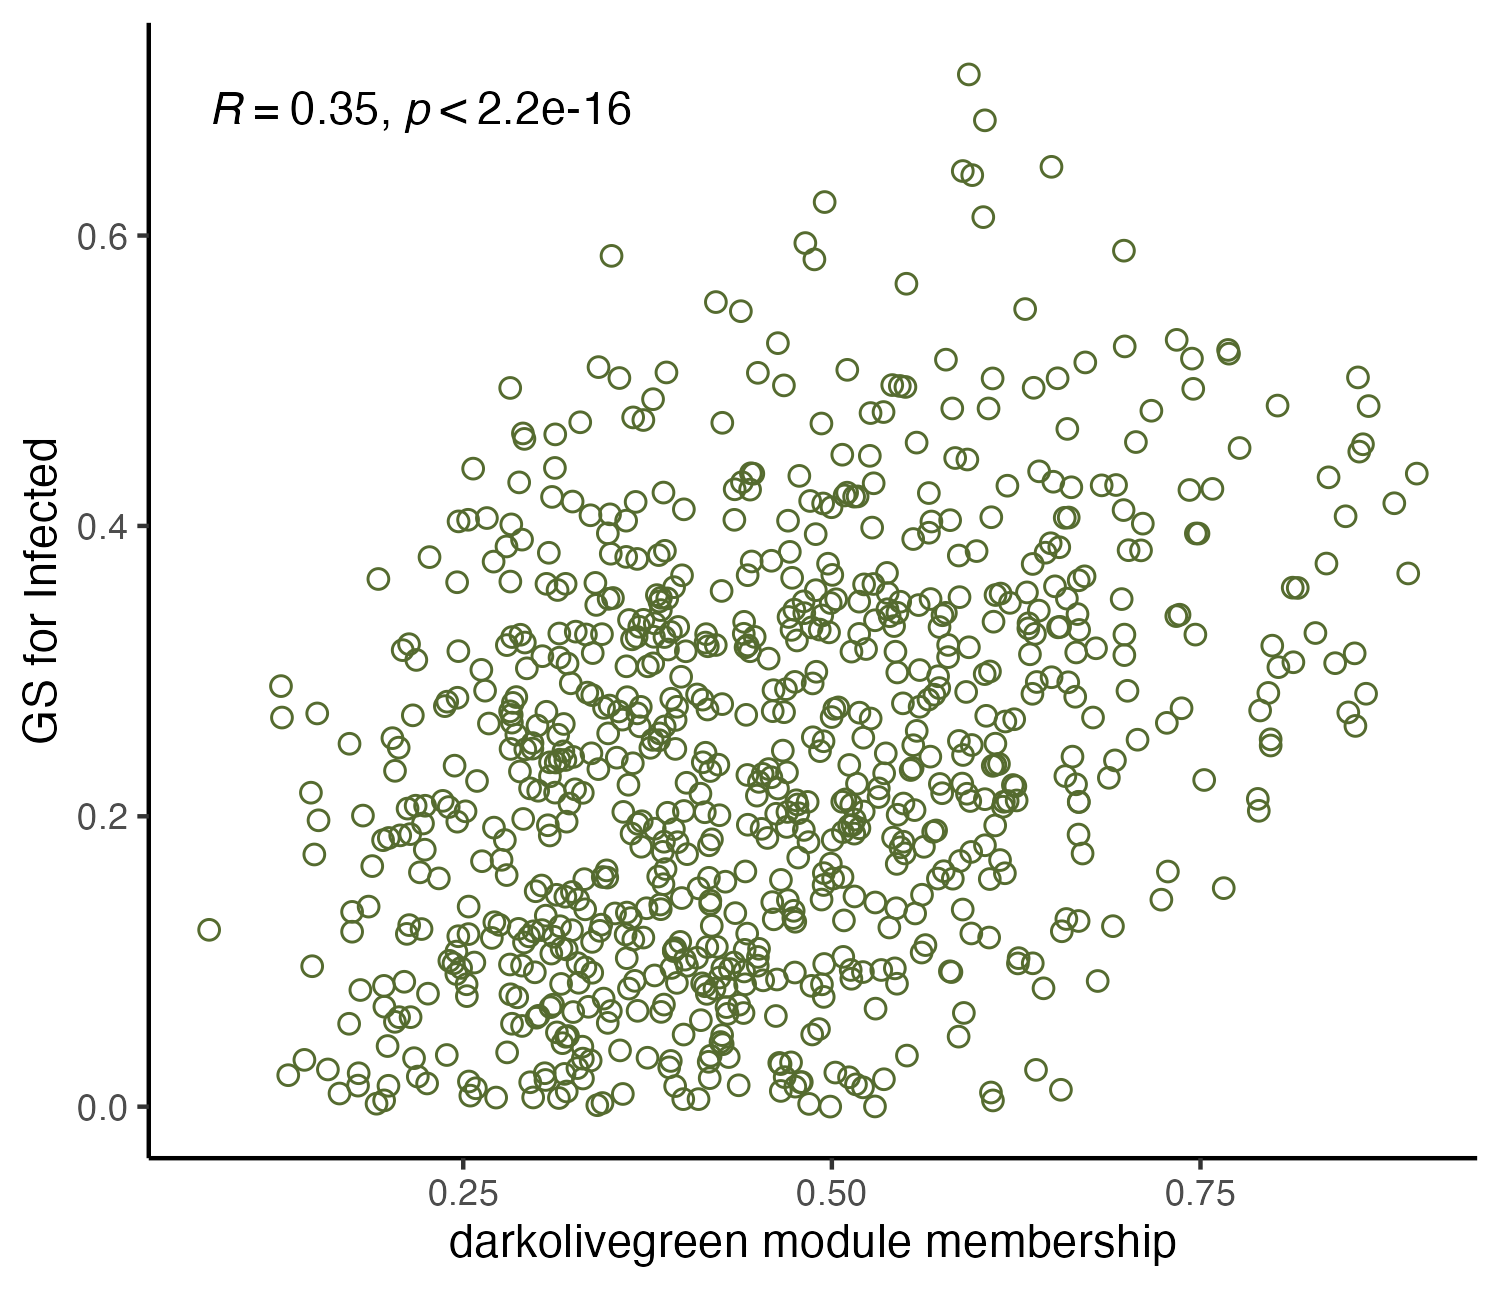 R = 0.35, p < 2.2e-16
GS for Infected
0.6
0.4
0.2
0.0
0.25 0.50 0.75
darkolivegreen module membership